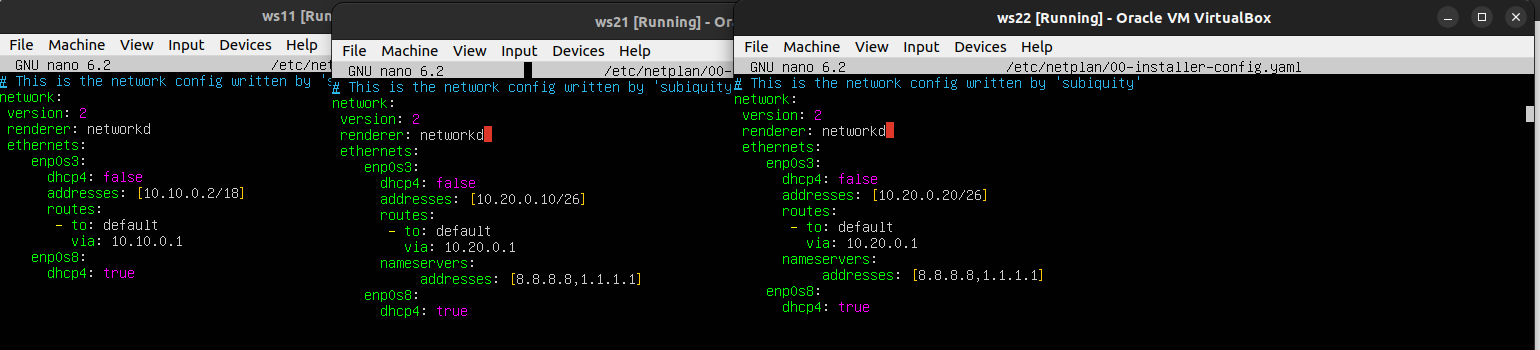 ws11 [Run
File Machine View Input Devices Help
GNU nano 6.2 /etc/net
# This is the network config written by 's
network:
version: 2
renderer: networkd
ethernets:
enp0s3:
dhcp4: false
addresses: [10.10.0.2/18]
routes:
- to: default
via: 10.10.0.1
enp0s8:
dhcp4: true
ws21 [Running] - Or
File Machine View Input Devices Help
GNU nano 6.2 /etc/netplan/00-
# This is the network config written by 'subiquity
network:
version: 2
renderer: networkd
ethernets:
enp0s3:
dhcp4: false
addresses: [10.20.0.10/26]
routes:
- to: default
via: 10.20.0.1
nameservers:
addresses: [8.8.8.8,1.1.1.1]
enp0s8:
dhcp4: true
ws22 [Running] - Oracle VM VirtualBox
File Machine View Input Devices Help
GNU nano 6.2 /etc/netplan/00-installer-config.yaml
# This is the network config written by 'subiquity'
network:
version: 2
renderer: networkd
ethernets:
enp0s3:
dhcp4: false
addresses: [10.20.0.20/26]
routes:
- to: default
via: 10.20.0.1
nameservers:
addresses: [8.8.8.8,1.1.1.1]
enp0s8:
dhcp4: true